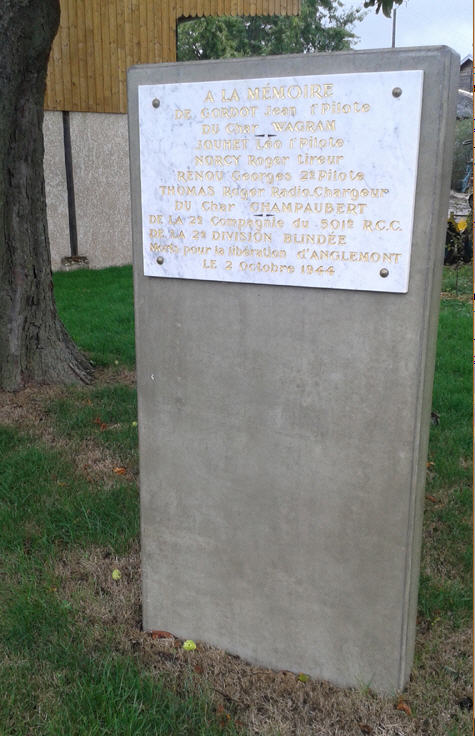 A LA MÉMOIRE
DE GORDOT Jean 1er Pilote
DU Char WAGRAM
JOUHET Léo 1er Pilote
NORCY Roger tireur
RENOU Georges 2e Pilote
THOMAS Roger Radio-Chargeur
DU Char CHAMPAUBERT
DE LA 2e Compagnie du 501e R.C.C.
DE LA 2e DIVISION BLINDÉE
Morts pour la libération d'ANGLEMONT
LE 2 Octobre 1944